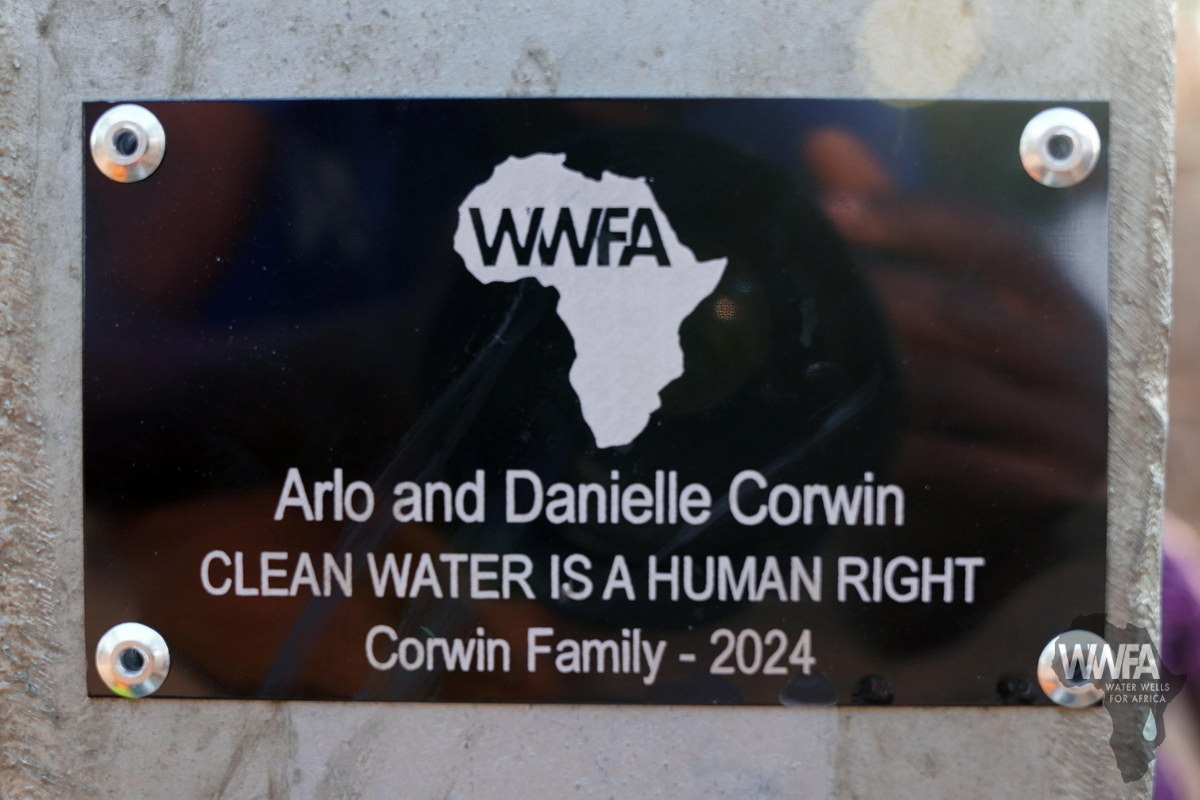 WWFA
Arlo and Danielle Corwin
CLEAN WATER IS A HUMAN RIGHT
Corwin Family - 2024
WWFA
WATER WELLS
FOR AFRICA